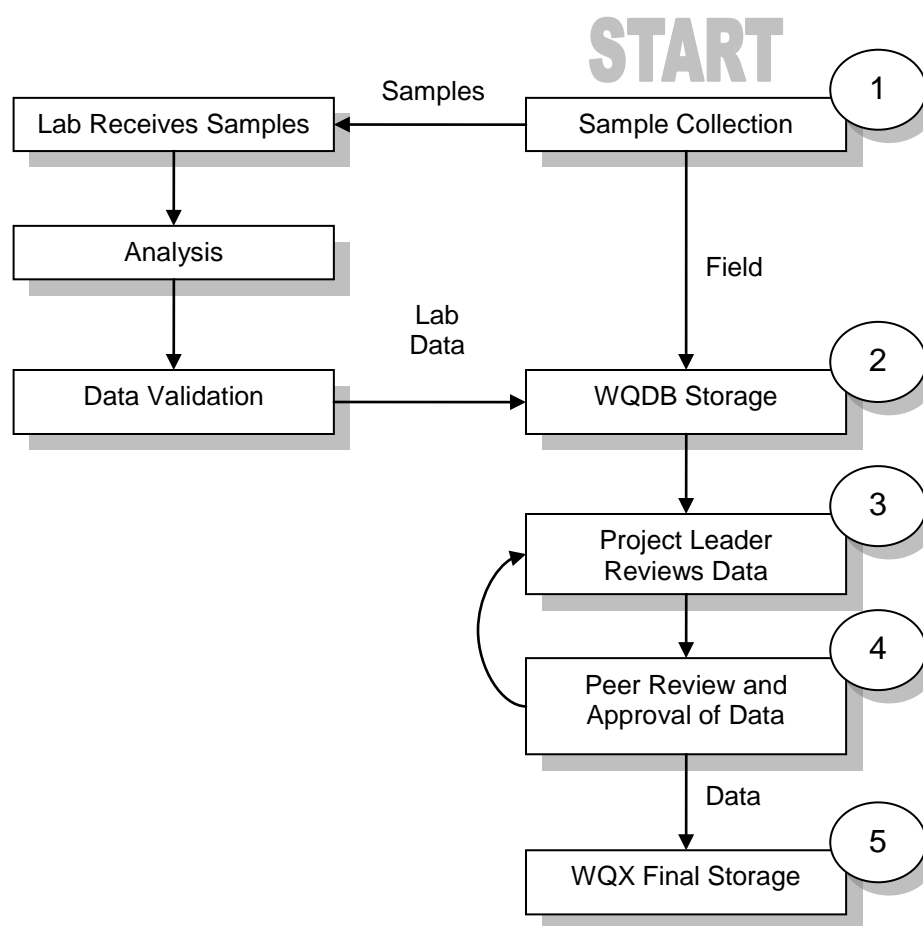 START
1
Samples
Lab Receives Samples
Sample Collection
Analysis
Field
Lab
Data
2
Data Validation
WQDB Storage
3
Project Leader
Reviews Data
4
Peer Review and
Approval of Data
Data
5
WQX Final Storage